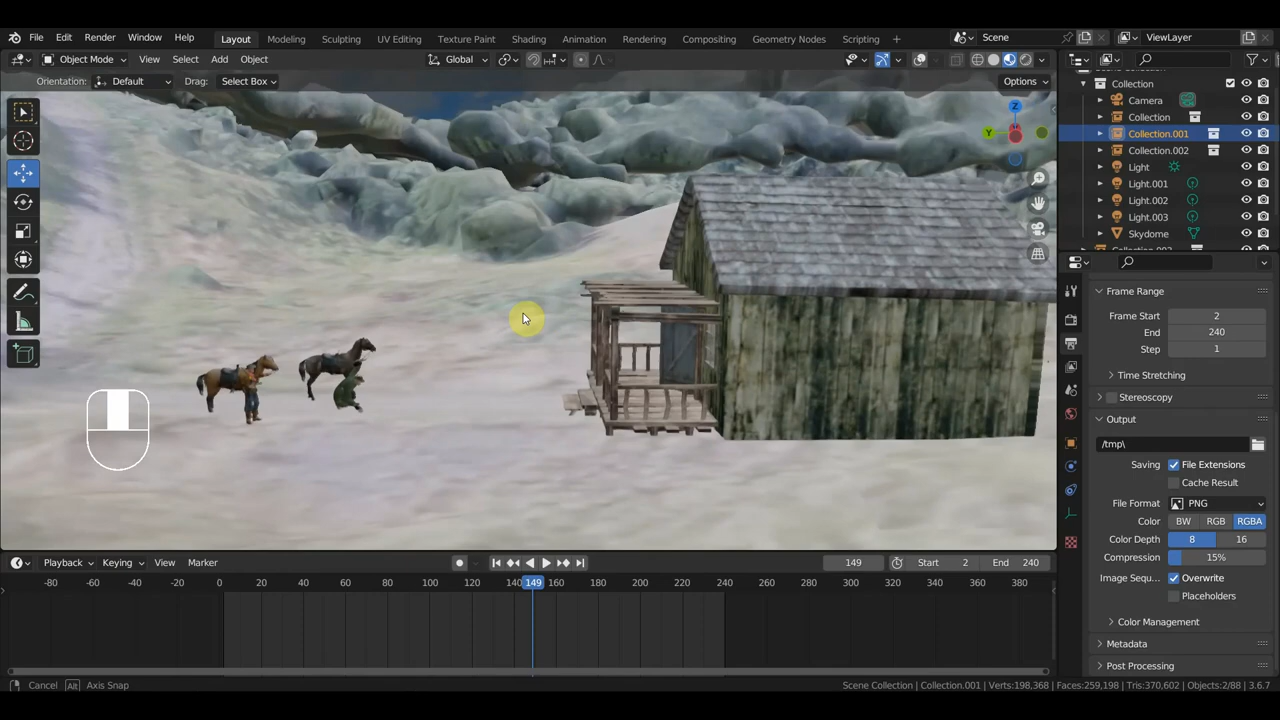 File Edit Render Window Help Layout Modeling Sculpting UV Editing Texture Paint Shading Animation Rendering Compositing Geometry Nodes Scripting + Scene ViewLayer
Object Mode View Select Add Object Global
Orientation: Default Drag: Select Box Options
Collection
Camera
Collection
Collection.001
Collection.002
Light
Light.001
Light.002
Light.003
Skydome
Z
Y
Frame Range
Frame Start 2
End 240
Step 1
Time Stretching
Stereoscopy
Output
/tmp\
Saving File Extensions
Cache Result
File Format PNG
Color BW RGB RGBA
Color Depth 8 16
Compression 15%
Image Sequ... Overwrite
Placeholders
Color Management
Metadata
Post Processing
Playback Keying View Marker 149 Start 2 End 240
-80 -60 -40 -20 0 20 40 60 80 100 120 140 149 160 180 200 220 240 260 280 300 320 340 360 380
Cancel Alt Axis Snap Scene Collection | Collection.001 | Verts:198,368 | Faces:259,198 | Tris:370,602 | Objects:2/88 | 3.6.7